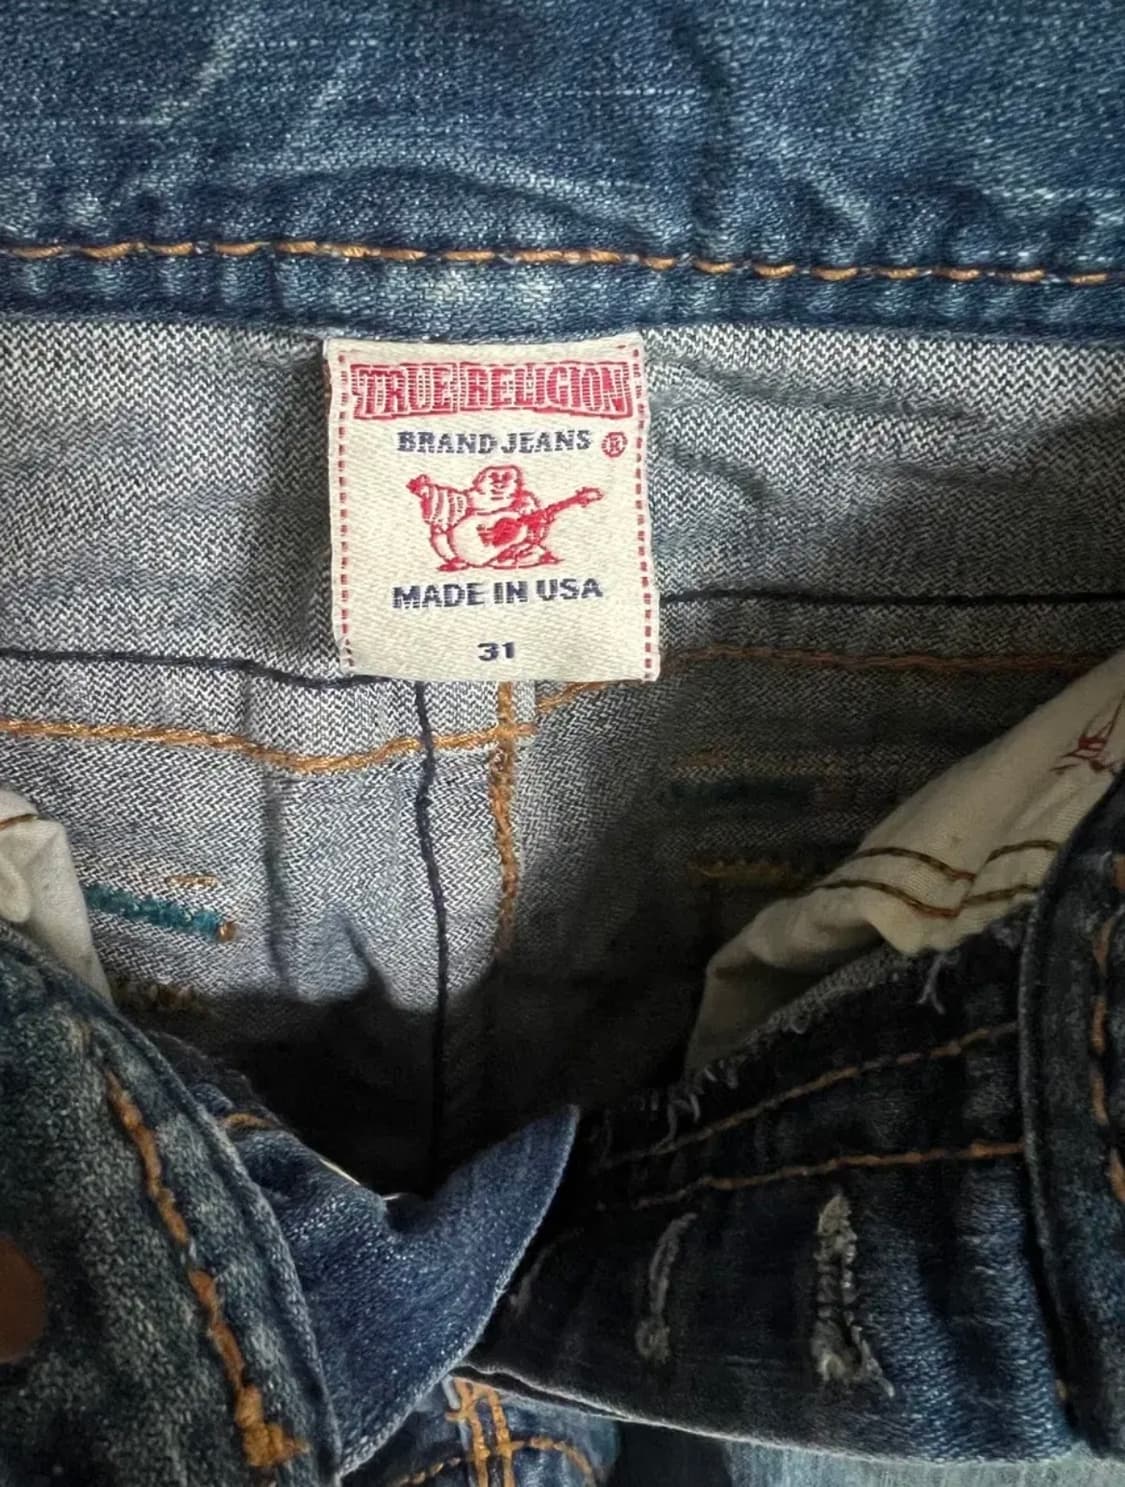 TRUE RELIGION
BRAND JEANS ®
MADE IN USA
31